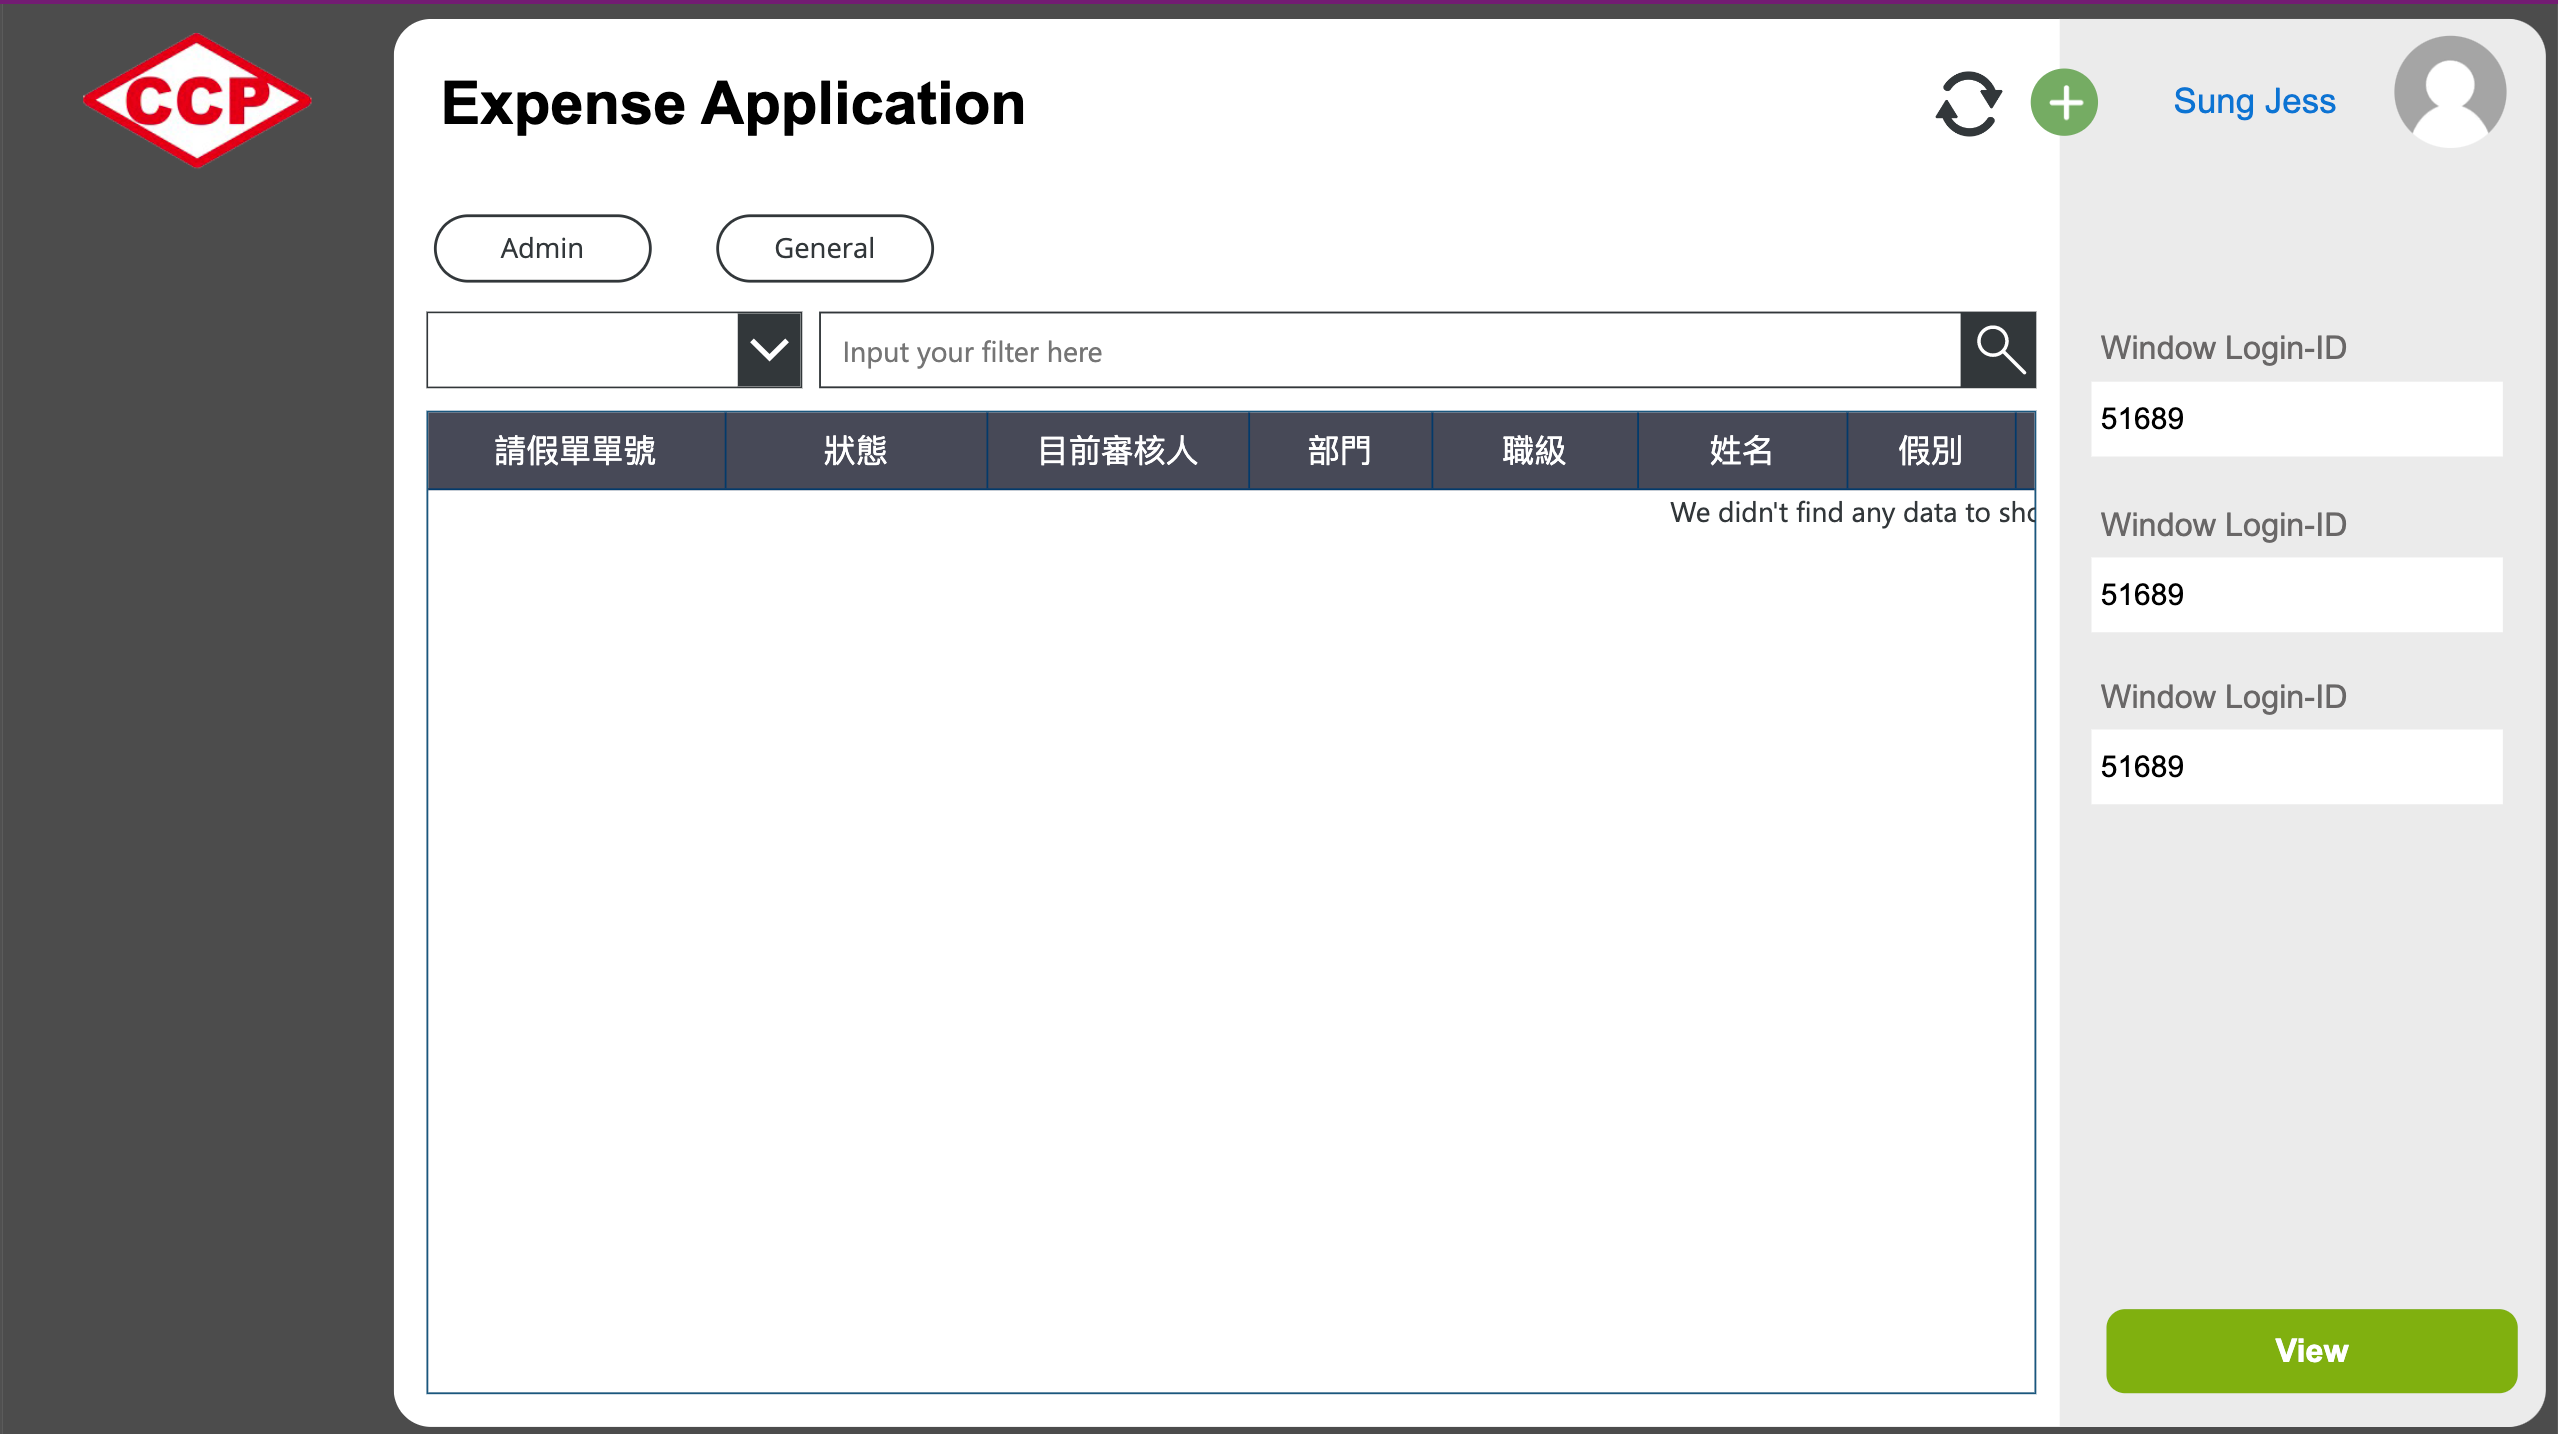 CCP
Expense Application
Sung Jess
Admin
General
Input your filter here
請假單單號 狀態 目前審核人 部門 職級 姓名 假別
We didn't find any data to sho
Window Login-ID
51689
Window Login-ID
51689
Window Login-ID
51689
View